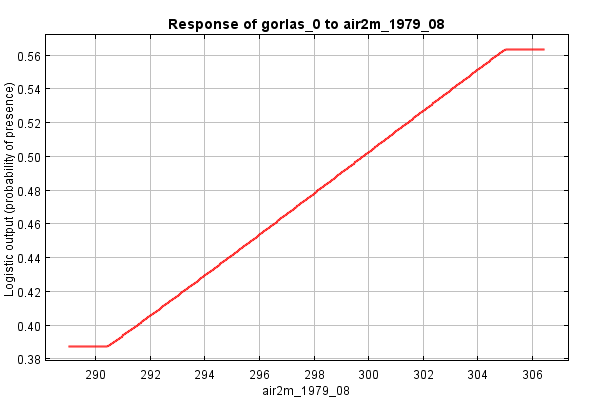 Response of gorlas_0 to air2m_1979_08
Logistic output (probability of presence)
0.56
0.54
0.52
0.50
0.48
0.46
0.44
0.42
0.40
0.38
290 292 294 296 298 300 302 304 306
air2m_1979_08